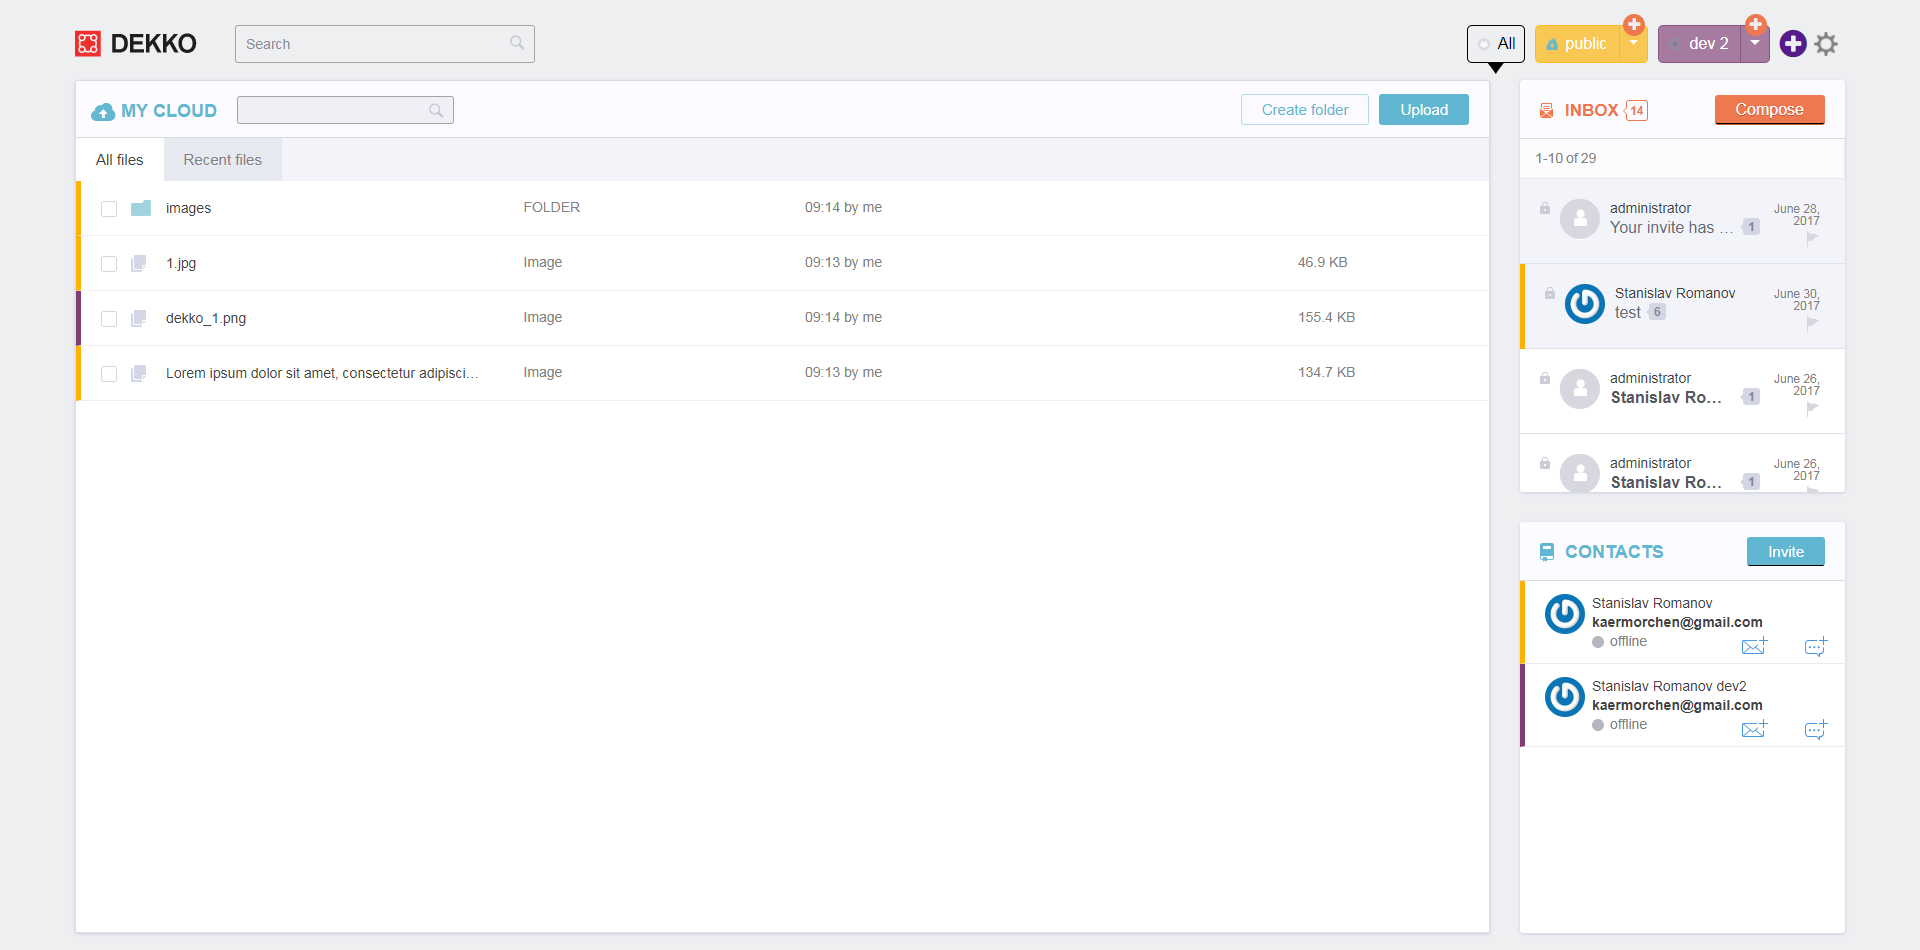 DEKKO
Search
All
public
dev 2
MY CLOUD
Create folder
Upload
All files
Recent files
images FOLDER 09:14 by me
1.jpg Image 09:13 by me 46.9 KB
dekko_1.png Image 09:14 by me 155.4 KB
Lorem ipsum dolor sit amet, consectetur adipisci... Image 09:13 by me 134.7 KB
INBOX 14
Compose
1-10 of 29
administrator June 28,
Your invite has ... 1 2017
Stanislav Romanov June 30,
test 6 2017
administrator June 26,
Stanislav Ro... 1 2017
administrator June 26,
Stanislav Ro... 1 2017
CONTACTS
Invite
Stanislav Romanov
kaermorchen@gmail.com
offline
Stanislav Romanov dev2
kaermorchen@gmail.com
offline